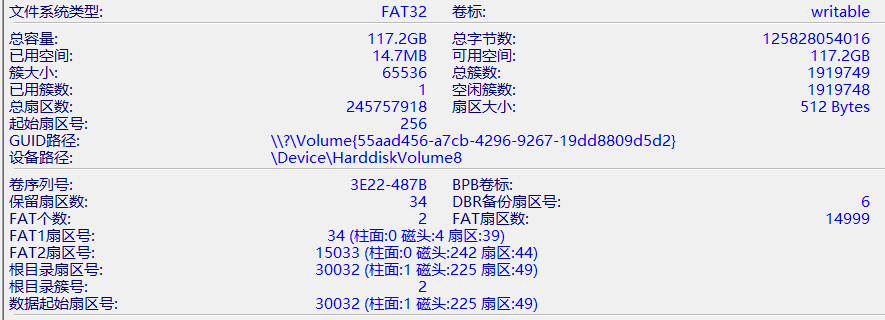 文件系统类型: FAT32 卷标: writable
总容量: 117.2GB 总字节数: 125828054016
已用空间: 14.7MB 可用空间: 117.2GB
簇大小: 65536 总簇数: 1919749
已用簇数: 1 空闲簇数: 1919748
总扇区数: 245757918 扇区大小: 512 Bytes
起始扇区号: 256
GUID路径: \\?\Volume{55aad456-a7cb-4296-9267-19dd8809d5d2}
设备路径: \Device\HarddiskVolume8
卷序列号: 3E22-487B BPB卷标:
保留扇区数: 34 DBR备份扇区号: 6
FAT个数: 2 FAT扇区数: 14999
FAT1扇区号: 34 (柱面:0 磁头:4 扇区:39)
FAT2扇区号: 15033 (柱面:0 磁头:242 扇区:44)
根目录扇区号: 30032 (柱面:1 磁头:225 扇区:49)
根目录簇号: 2
数据起始扇区号: 30032 (柱面:1 磁头:225 扇区:49)